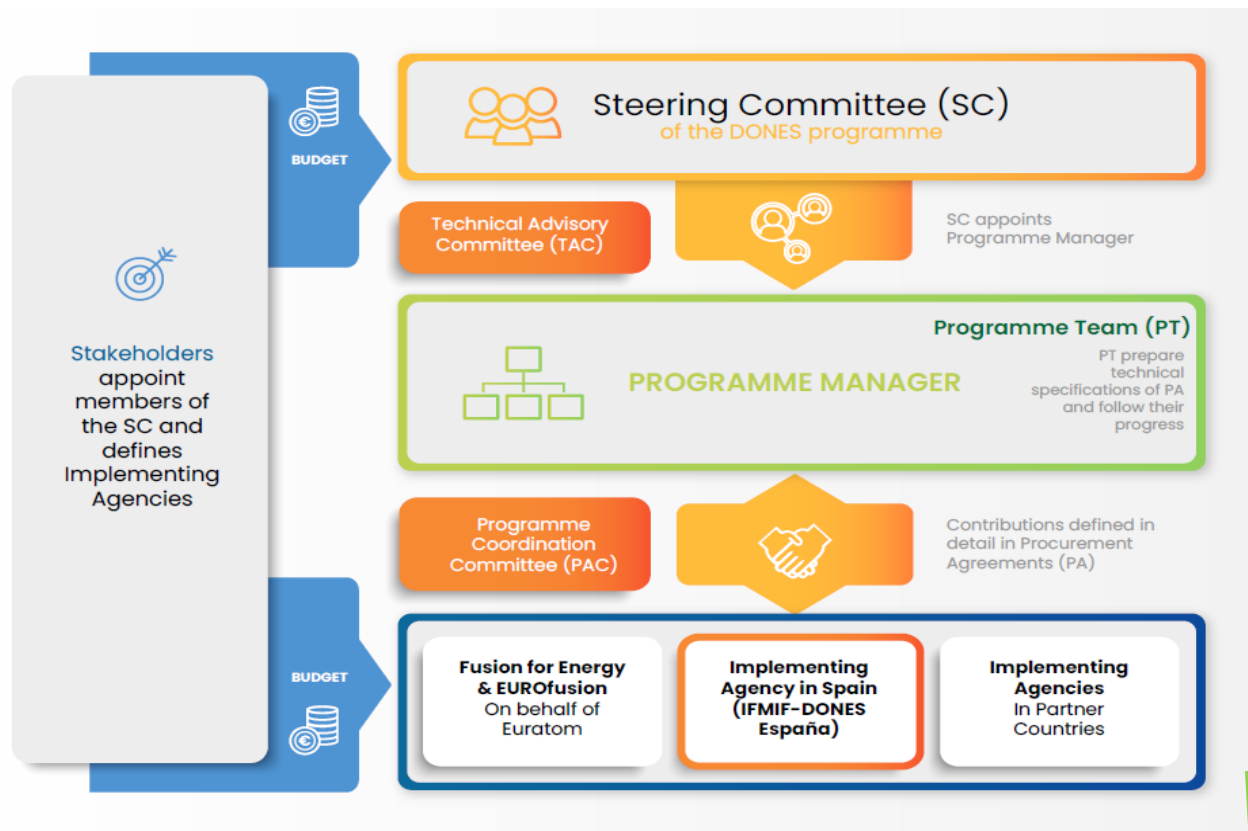 BUDGET
Steering Committee (SC)
of the DONES programme
Technical Advisory
Committee (TAC)
SC appoints
Programme Manager
Stakeholders
appoint
members of
the SC and
defines
Implementing
Agencies
Programme Team (PT)
PT prepare
technical
specifications of PA
and follow their
progress
PROGRAMME MANAGER
Programme
Coordination
Committee (PAC)
Contributions defined in
detail in Procurement
Agreements (PA)
BUDGET
Fusion for Energy
& EUROfusion
On behalf of
Euratom
Implementing
Agency in Spain
(IFMIF-DONES
España)
Implementing
Agencies
In Partner
Countries